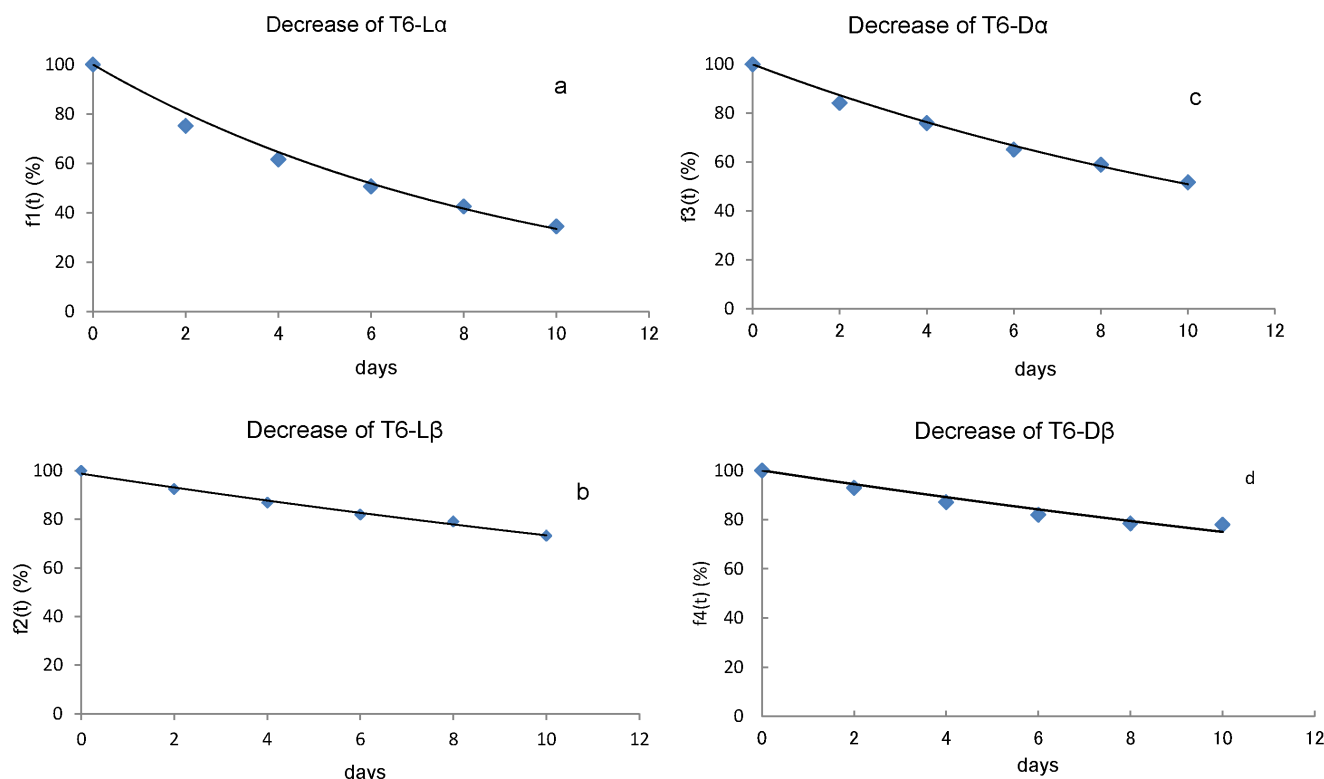 Decrease of T6-Lα
a
f1(t) (%)
100
80
60
40
20
0
0 2 4 6 8 10 12
days
Decrease of T6-Dα
c
f3(t) (%)
100
80
60
40
20
0
0 2 4 6 8 10 12
days
Decrease of T6-Lβ
b
f2(t) (%)
100
80
60
40
20
0
0 2 4 6 8 10 12
days
Decrease of T6-Dβ
d
f4(t) (%)
100
80
60
40
20
0
0 2 4 6 8 10 12
days